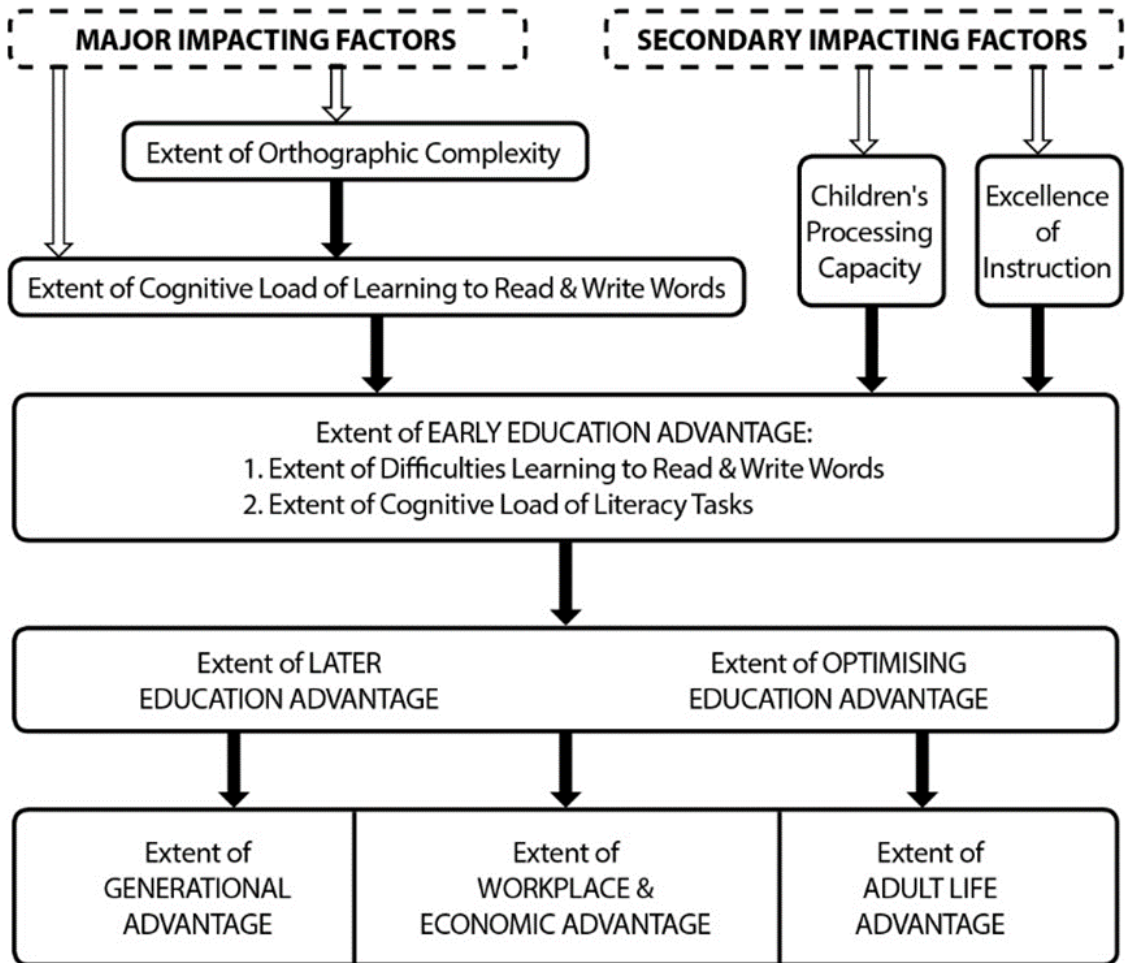 MAJOR IMPACTING FACTORS
SECONDARY IMPACTING FACTORS
Extent of Orthographic Complexity
Children's
Processing
Capacity
Excellence
of
Instruction
Extent of Cognitive Load of Learning to Read & Write Words
Extent of EARLY EDUCATION ADVANTAGE:
1. Extent of Difficulties Learning to Read & Write Words
2. Extent of Cognitive Load of Literacy Tasks
Extent of LATER
EDUCATION ADVANTAGE
Extent of OPTIMISING
EDUCATION ADVANTAGE
Extent of
GENERATIONAL
ADVANTAGE
Extent of
WORKPLACE &
ECONOMIC ADVANTAGE
Extent of
ADULT LIFE
ADVANTAGE